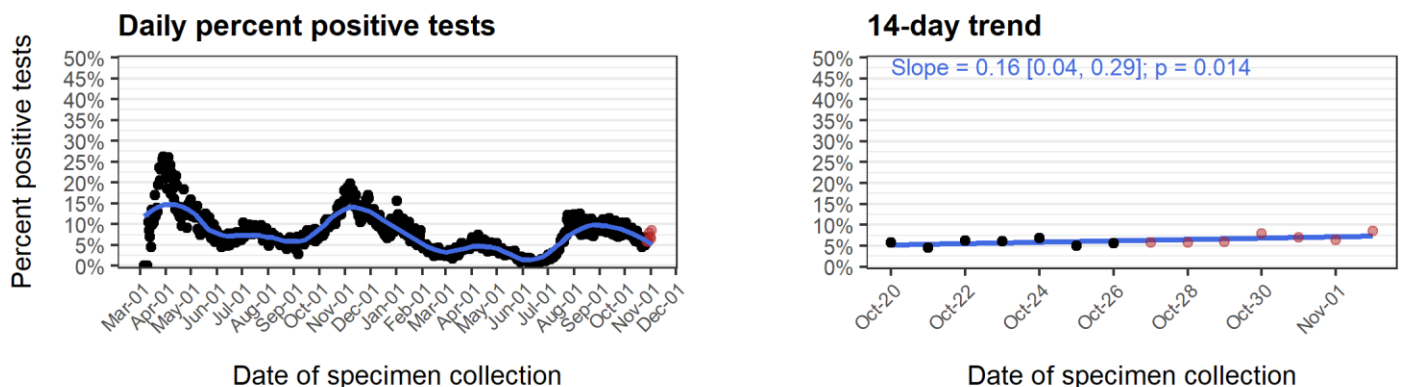 Daily percent positive tests
Percent positive tests
50%
45%
40%
35%
30%
25%
20%
15%
10%
5%
0%
Mar-01
Apr-01
May-01
Jun-01
Jul-01
Aug-01
Sep-01
Oct-01
Nov-01
Dec-01
Jan-01
Feb-01
Mar-01
Apr-01
May-01
Jun-01
Jul-01
Aug-01
Sep-01
Oct-01
Nov-01
Dec-01
Date of specimen collection
14-day trend
Slope = 0.16 [0.04, 0.29]; p = 0.014
50%
45%
40%
35%
30%
25%
20%
15%
10%
5%
0%
Oct-20
Oct-22
Oct-24
Oct-26
Oct-28
Oct-30
Nov-01
Date of specimen collection